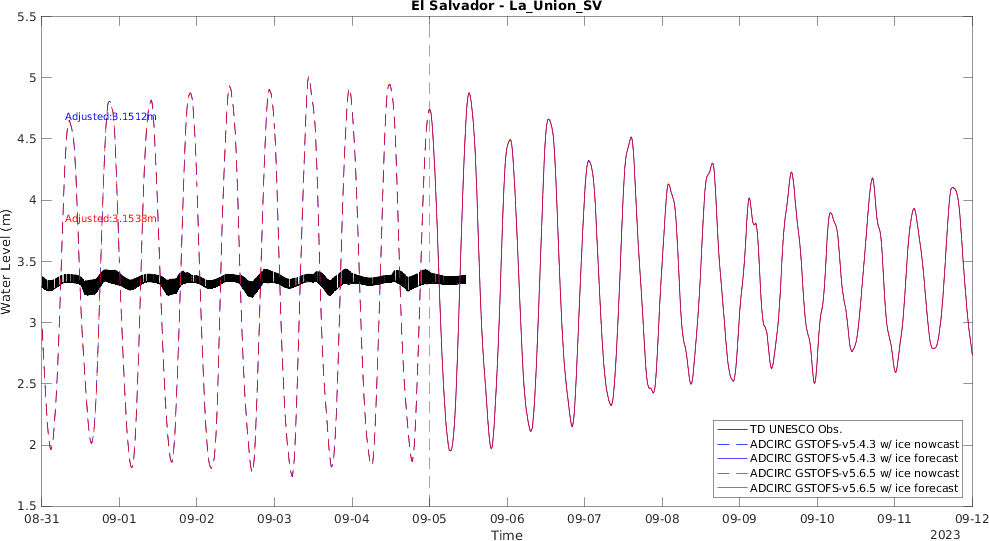 El Salvador - La_Union_SV
5.5
5
4.5
4
3.5
3
2.5
2
1.5
Water Level (m)
Adjusted:3.1512m
Adjusted:3.1538m
TD UNESCO Obs.
ADCIRC GSTOFS-v5.4.3 w/ ice nowcast
ADCIRC GSTOFS-v5.4.3 w/ ice forecast
ADCIRC GSTOFS-v5.6.5 w/ ice nowcast
ADCIRC GSTOFS-v5.6.5 w/ ice forecast
08-31 09-01 09-02 09-03 09-04 09-05 09-06 09-07 09-08 09-09 09-10 09-11 09-12
Time
2023